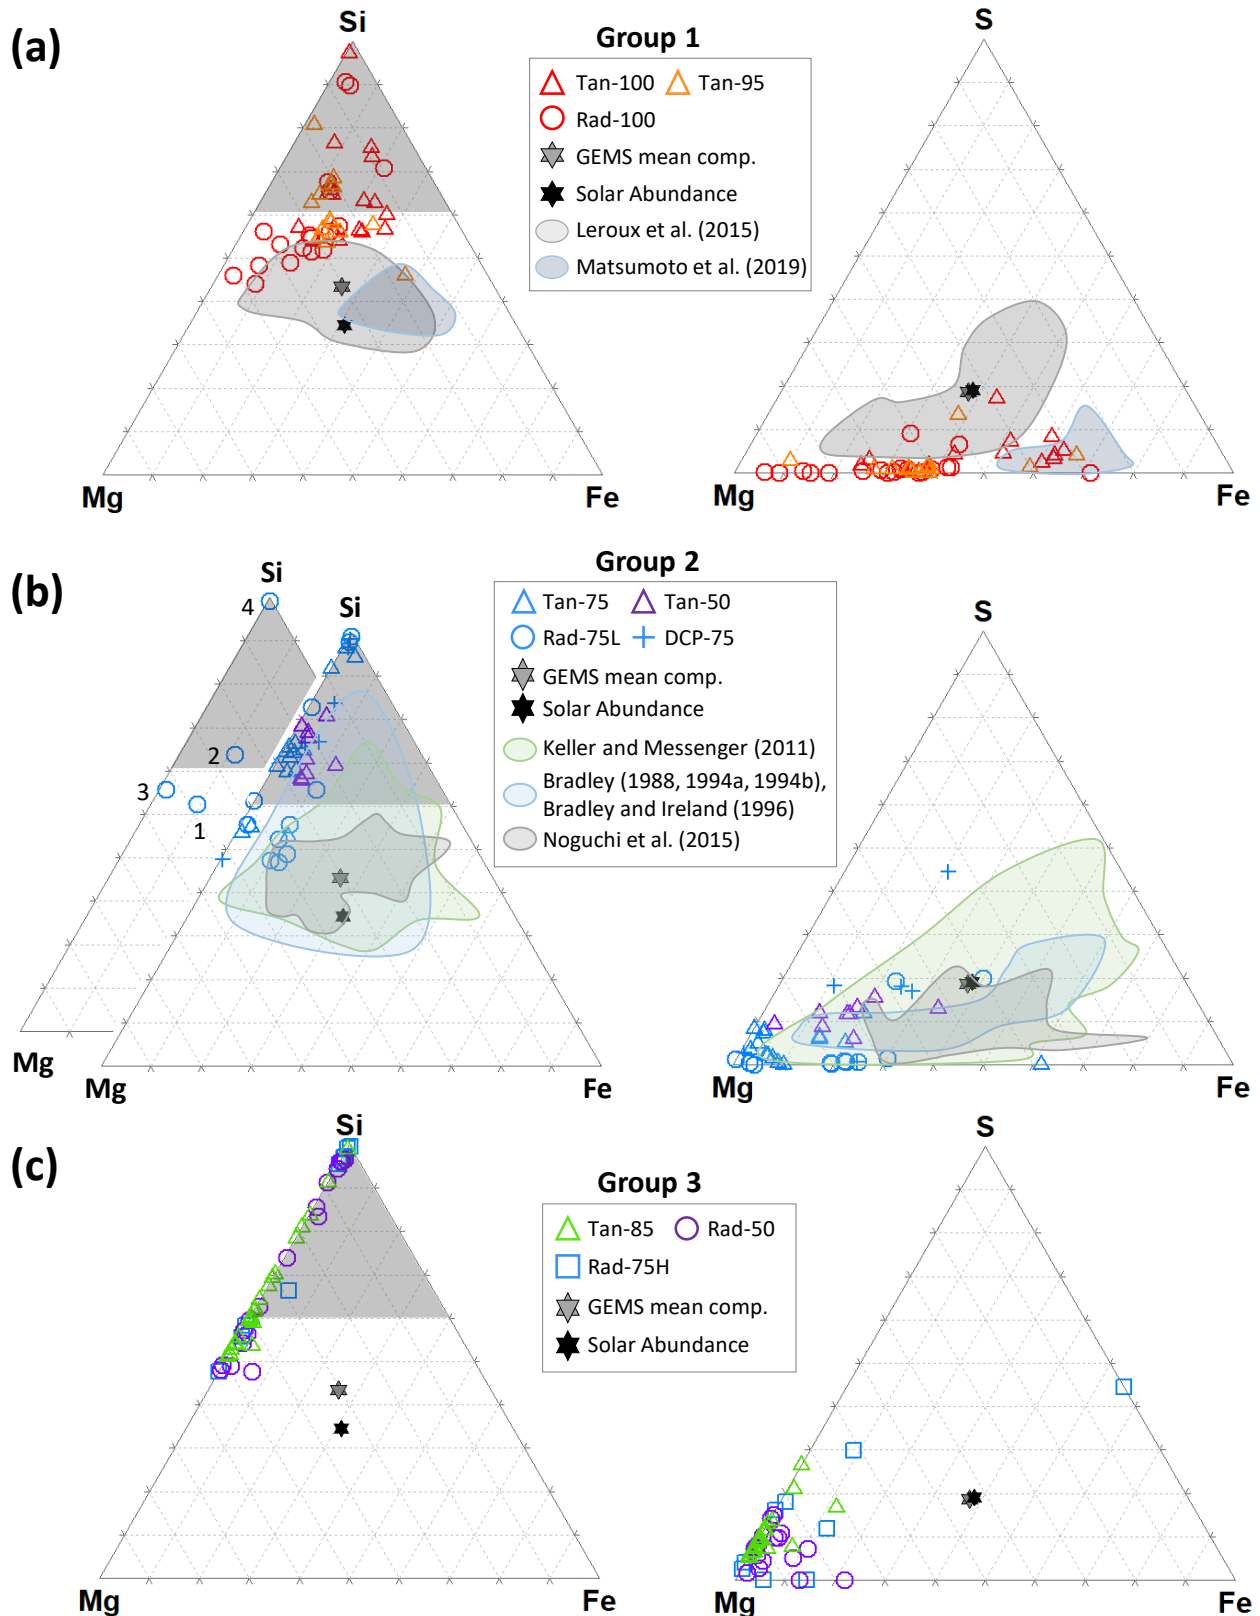 (a)
Si
Group 1
S
Tan-100
Tan-95
Rad-100
GEMS mean comp.
Solar Abundance
Leroux et al. (2015)
Matsumoto et al. (2019)
Mg
Fe
Mg
Fe
(b)
Group 2
Si
4
Si
S
Tan-75
Tan-50
Rad-75L
DCP-75
GEMS mean comp.
Solar Abundance
Keller and Messenger (2011)
Bradley (1988, 1994a, 1994b),
Bradley and Ireland (1996)
Noguchi et al. (2015)
2
3
1
Mg
Mg
Fe
Mg
Fe
(c)
Si
S
Group 3
Tan-85
Rad-50
Rad-75H
GEMS mean comp.
Solar Abundance
Mg
Fe
Mg
Fe